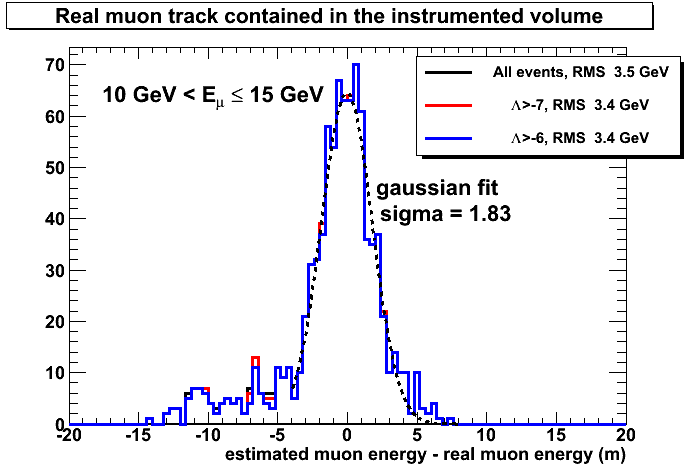 Real muon track contained in the instrumented volume
10 GeV < Eμ ≤ 15 GeV
All events, RMS 3.5 GeV
Λ>-7, RMS 3.4 GeV
Λ>-6, RMS 3.4 GeV
gaussian fit
sigma = 1.83
70
60
50
40
30
20
10
0
-20 -15 -10 -5 0 5 10 15 20
estimated muon energy - real muon energy (m)